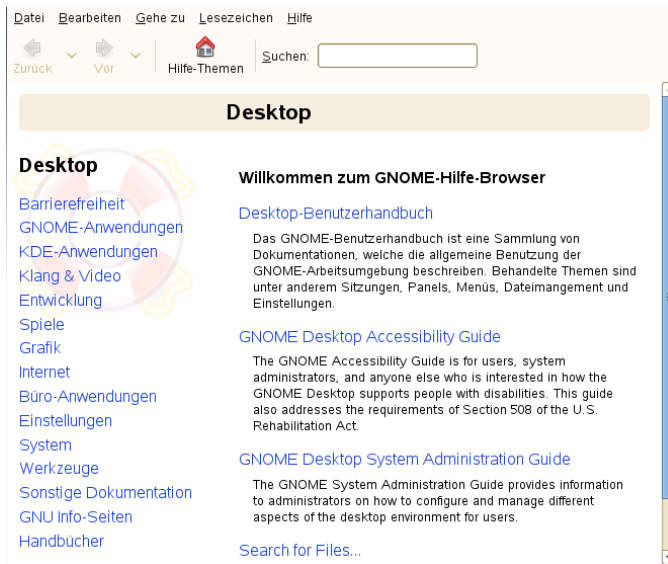 Datei Bearbeiten Gehe zu Lesezeichen Hilfe
Zurück Vor Hilfe-Themen Suchen:
Desktop
Desktop
Barrierefreiheit
GNOME-Anwendungen
KDE-Anwendungen
Klang & Video
Entwicklung
Spiele
Grafik
Internet
Büro-Anwendungen
Einstellungen
System
Werkzeuge
Sonstige Dokumentation
GNU Info-Seiten
Handbücher
Willkommen zum GNOME-Hilfe-Browser
Desktop-Benutzerhandbuch
Das GNOME-Benutzerhandbuch ist eine Sammlung von
Dokumentationen, welche die allgemeine Benutzung der
GNOME-Arbeitsumgebung beschreiben. Behandelte Themen sind
unter anderem Sitzungen, Panels, Menüs, Dateimangement und
Einstellungen.
GNOME Desktop Accessibility Guide
The GNOME Accessibility Guide is for users, system
administrators, and anyone else who is interested in how the
GNOME Desktop supports people with disabilities. This guide
also addresses the requirements of Section 508 of the U.S.
Rehabilitation Act.
GNOME Desktop System Administration Guide
The GNOME System Administration Guide provides information
to administrators on how to configure and manage different
aspects of the desktop environment for users.
Search for Files...